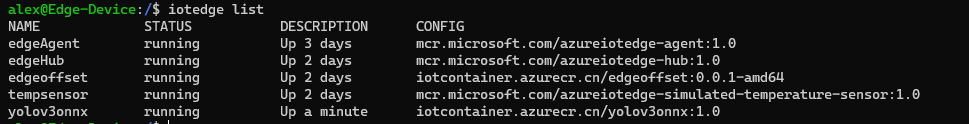 alex@Edge-Device:/$ iotedge list
NAME STATUS DESCRIPTION CONFIG
edgeAgent running Up 3 days mcr.microsoft.com/azureiotedge-agent:1.0
edgeHub running Up 2 days mcr.microsoft.com/azureiotedge-hub:1.0
edgeoffset running Up 2 days iotcontainer.azurecr.cn/edgeoffset:0.0.1-amd64
tempsensor running Up 2 days mcr.microsoft.com/azureiotedge-simulated-temperature-sensor:1.0
yolov3onnx running Up a minute iotcontainer.azurecr.cn/yolov3onnx:1.0